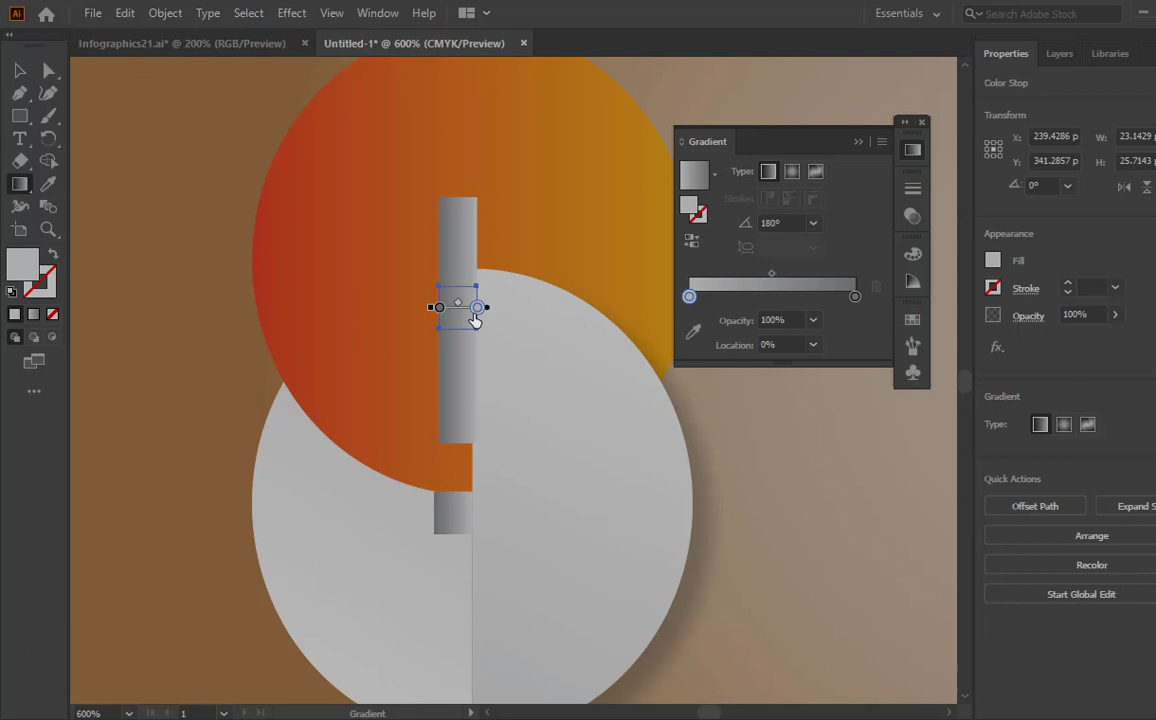 Ai File Edit Object Type Select Effect View Window Help Essentials Search Adobe Stock
Infographics21.ai* @ 200% (RGB/Preview) × Untitled-1* @ 600% (CMYK/Preview) ×
Properties Layers Libraries
Color Stop
Transform
X: 239.4286 p W: 23.1429
Y: 341.2857 p H: 25.7143
0°
Appearance
Fill
Stroke
Opacity 100%
fx
Gradient
Type:
Quick Actions
Offset Path Expand S
Arrange
Recolor
Start Global Edit
Gradient
Type:
Strokes
180°
Opacity: 100%
Location: 0%
600% 1 Gradient